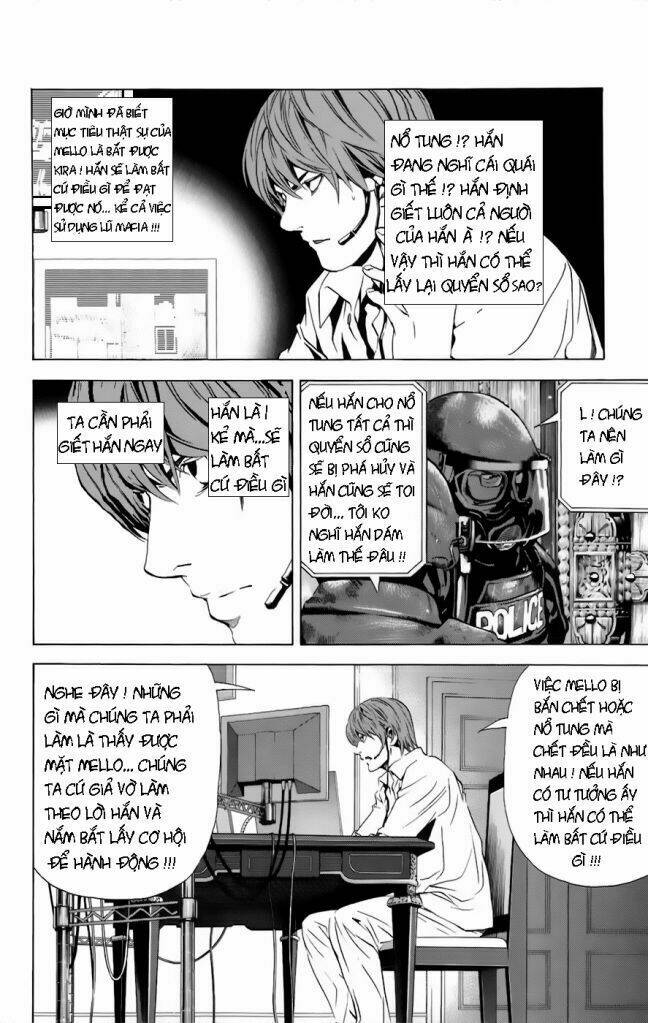 GIỜ MÌNH ĐÃ BIẾT
MỤC TIÊU THẬT SỰ CỦA
MELLO LÀ BẮT ĐƯỢC
KIRA ! HẮN SẼ LÀM BẤT
CỨ ĐIỀU GÌ ĐỂ ĐẠT
ĐƯỢC NÓ... KỂ CẢ VIỆC
SỬ DỤNG LŨ MAFIA !!!
NỔ TUNG !? HẮN
ĐANG NGHĨ CÁI QUÁI
GÌ THẾ !? HẮN ĐỊNH
GIẾT LUÔN CẢ NGƯỜI
CỦA HẮN À !? NẾU
VẬY THÌ HẮN CÓ THỂ
LẤY LẠI QUYỂN SỔ SAO?
TA CẦN PHẢI
GIẾT HẮN NGAY
HẮN LÀ 1
KẺ MÀ...SẼ
LÀM BẤT
CỨ ĐIỀU GÌ
NẾU HẮN CHO NỔ
TUNG TẤT CẢ THÌ
QUYỂN SỔ CŨNG
SẼ BỊ PHÁ HỦY VÀ
HẮN CŨNG SẼ TOI
ĐỜI... TÔI KO
NGHĨ HẮN DÁM
LÀM THẾ ĐÂU !!
L ! CHÚNG
TA NÊN
LÀM GÌ
ĐÂY !?
POLICE
NGHE ĐÂY ! NHỮNG
GÌ MÀ CHÚNG TA PHẢI
LÀM LÀ THẤY ĐƯỢC
MẶT MELLO... CHÚNG
TA CỨ GIẢ VỜ LÀM
THEO LỜI HẮN VÀ
NẮM BẮT LẤY CƠ HỘI
ĐỂ HÀNH ĐỘNG !!!
VIỆC MELLO BỊ
BẮN CHẾT HOẶC
NỔ TUNG MÀ
CHẾT ĐỀU LÀ NHƯ
NHAU ! NẾU HẮN
CÓ TƯ TƯỞNG ẤY
THÌ HẮN CÓ THỂ
LÀM BẤT CỨ ĐIỀU
GÌ !!!